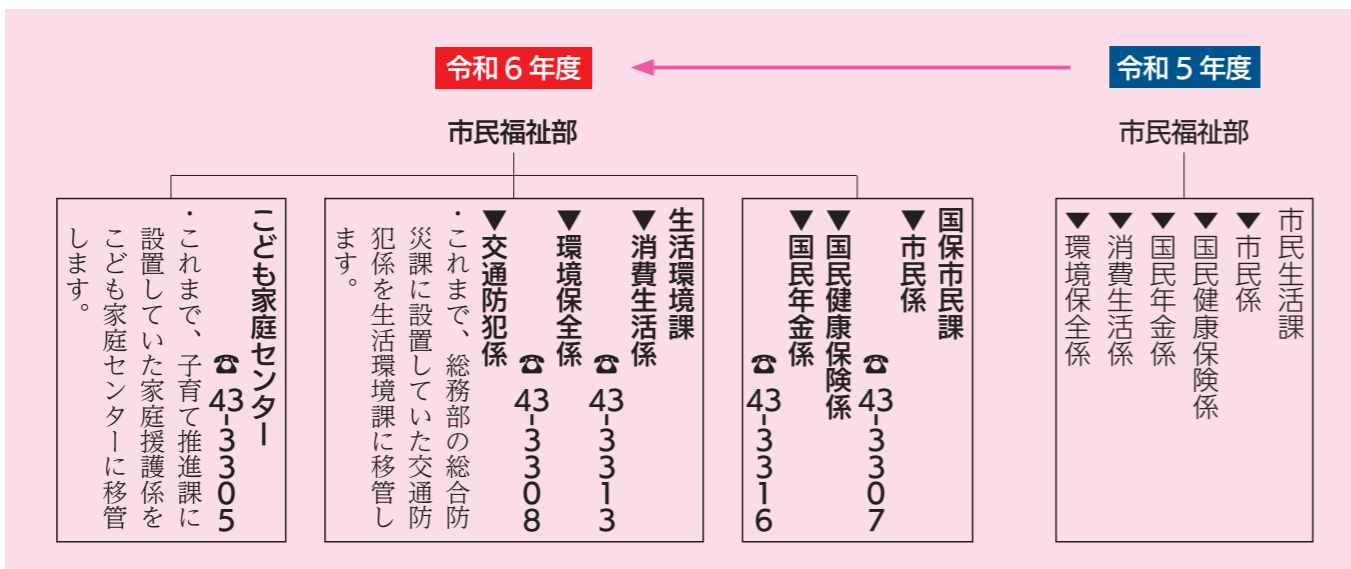 令和5年度
令和6年度
市民福祉部
市民生活課
▼市民係
▼国民健康保険係
▼国民年金係
▼消費生活係
▼環境保全係
市民福祉部
国保市民課
▼市民係
☎43-3307
▼国民健康保険係
▼国民年金係
☎43-3316
生活環境課
▼消費生活係
☎43-3313
▼環境保全係
☎43-3308
▼交通防犯係
・これまで、総務部の総合防
災課に設置していた交通防
犯係を生活環境課に移管し
ます。
こども家庭センター
☎43-3305
・これまで、子育て推進課に
設置していた家庭援護係を
こども家庭センターに移管
します。